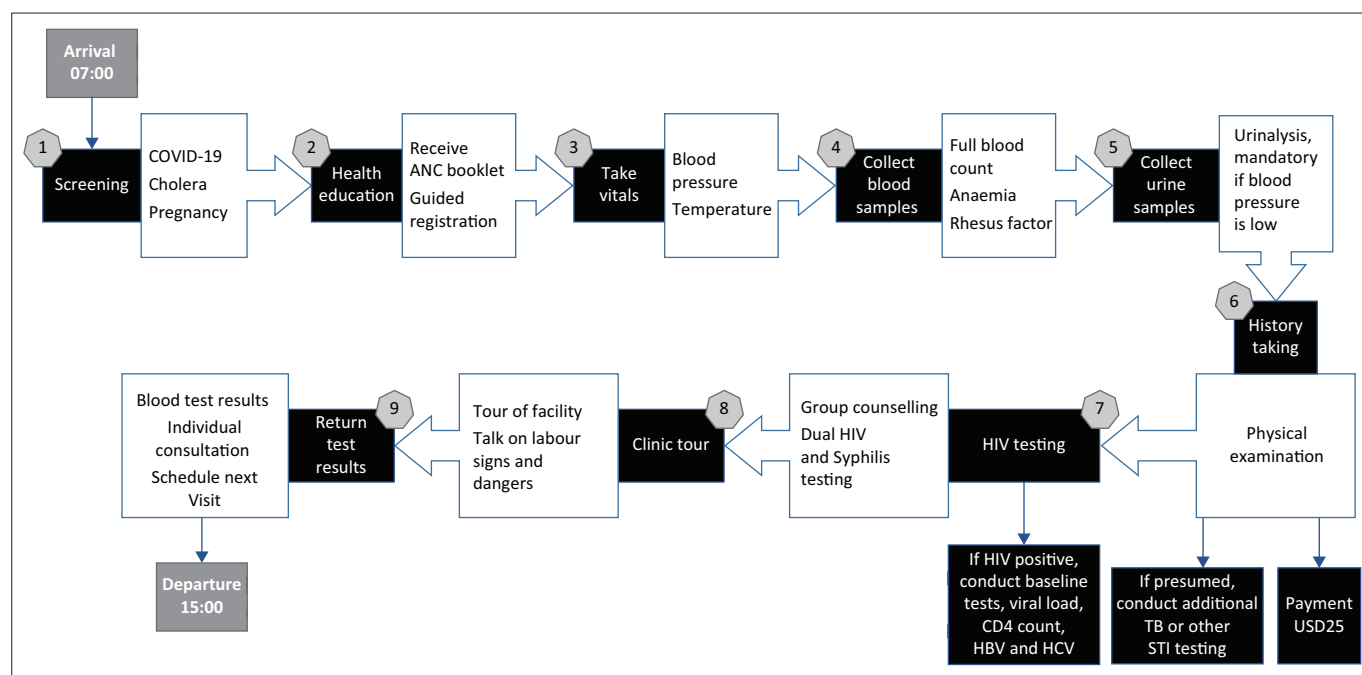 Arrival
07:00
1
Screening
COVID-19
Cholera
Pregnancy
2
Health
education
Receive
ANC booklet
Guided
registration
3
Take
vitals
Blood
pressure
Temperature
4
Collect
blood
samples
Full blood
count
Anaemia
Rhesus factor
5
Collect
urine
samples
Urinalysis,
mandatory
if blood
pressure
is low
6
History
taking
Physical
examination
If presumed,
conduct additional
TB or other
STI testing
Payment
USD25
7
HIV testing
If HIV positive,
conduct baseline
tests, viral load,
CD4 count,
HBV and HCV
Group counselling
Dual HIV
and Syphilis
testing
8
Clinic tour
Tour of facility
Talk on labour
signs and
dangers
9
Return
test
results
Blood test results
Individual
consultation
Schedule next
Visit
Departure
15:00